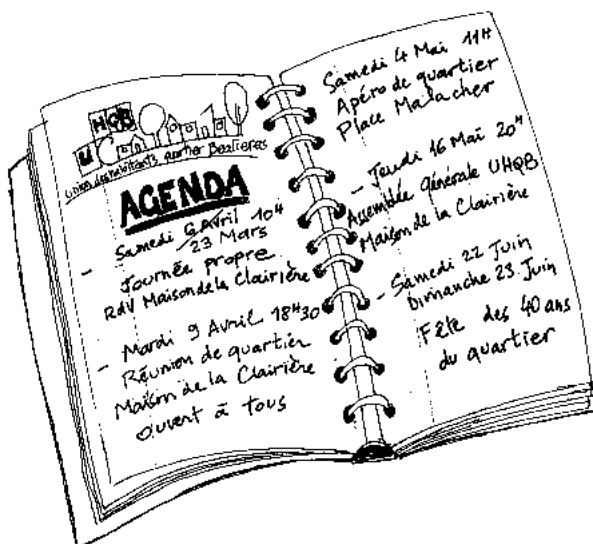 UHQB
Union des habitants quartier Béalières
AGENDA
- Samedi 6 Avril 10H
23 Mars
Journée propre
RdV Maison de la Clairière
- Mardi 9 Avril 18H30
Réunion de quartier
Maison de la Clairière
ouvert à tous
Samedi 4 Mai 11H
Apéro de quartier
Place Malacher
- Jeudi 16 Mai 20H
Assemblée générale UHQB
Maison de la Clairière
- Samedi 22 Juin
Dimanche 23 Juin
Fête des 40 ans
du quartier